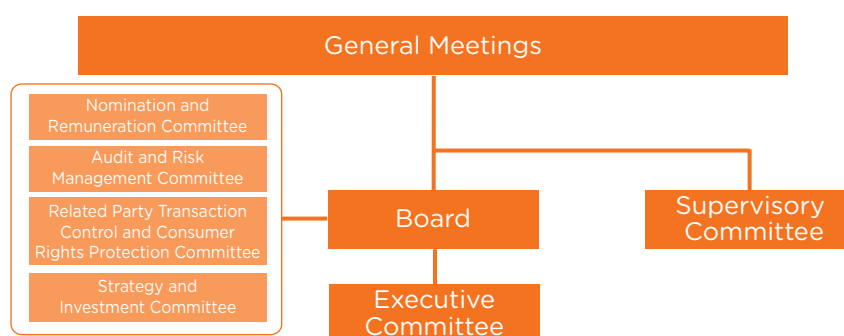 General Meetings
Nomination and
Remuneration Committee
Audit and Risk
Management Committee
Related Party Transaction
Control and Consumer
Rights Protection Committee
Strategy and
Investment Committee
Board
Supervisory
Committee
Executive
Committee